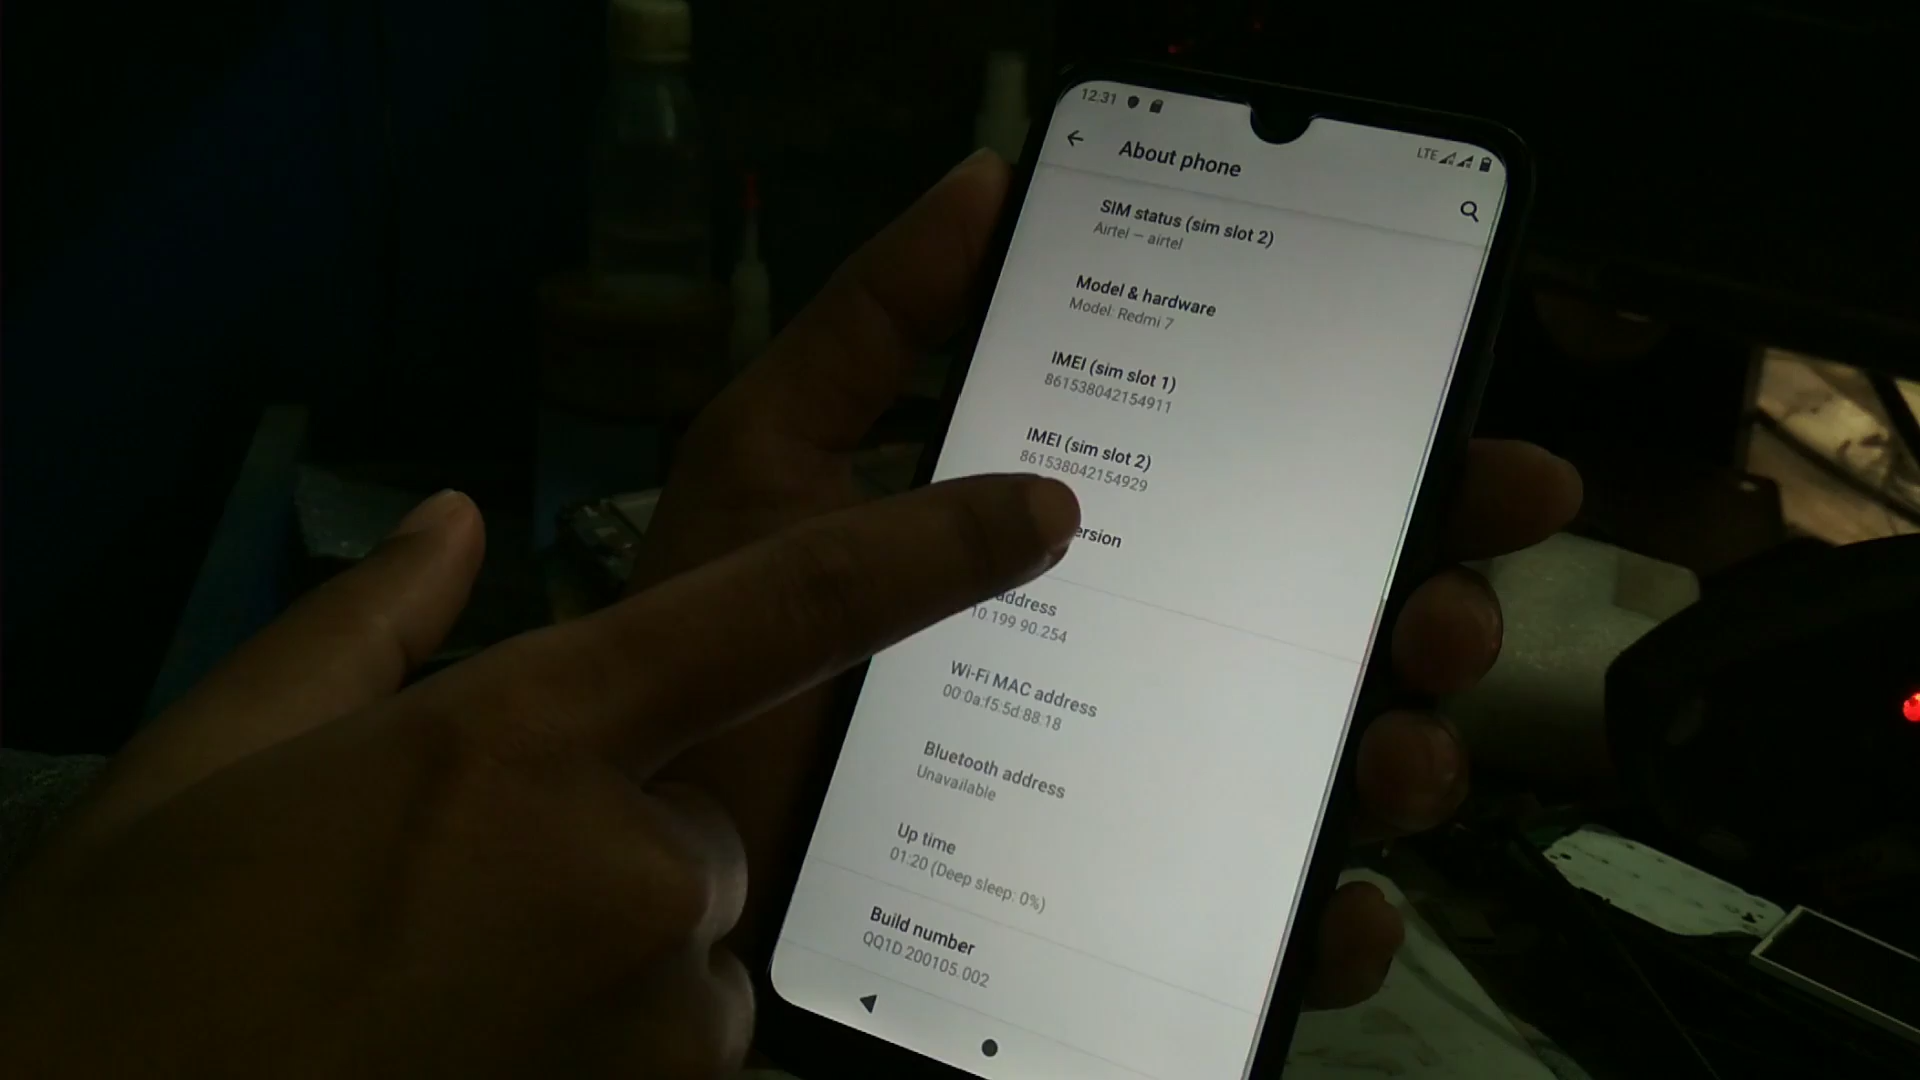 12:31
LTE
About phone
SIM status (sim slot 2)
Airtel — airtel
Model & hardware
Model: Redmi 7
IMEI (sim slot 1)
861538042154911
IMEI (sim slot 2)
861538042154929
ersion
address
10.199.90.254
Wi-Fi MAC address
00:0a:f5:5d:88:18
Bluetooth address
Unavailable
Up time
01:20 (Deep sleep: 0%)
Build number
QQ1D.200105.002